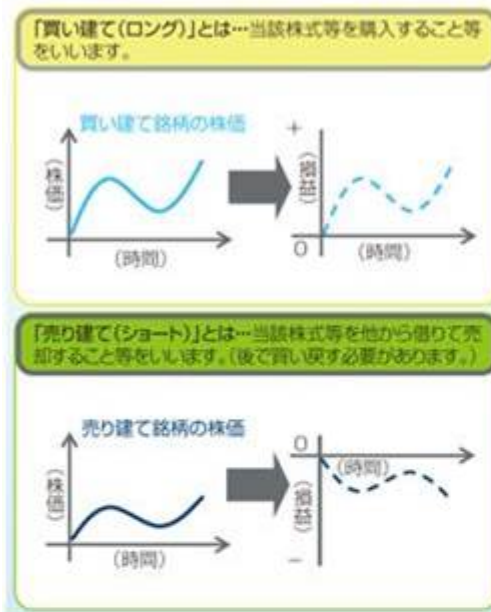 「買い建て(ロング)」とは…当該株式等を購入すること等
をいいます。
買い建て銘柄の株価
(株価)
(時間)
+
(損益)
0
(時間)
「売り建て(ショート)」とは…当該株式等を他から借りて売
却すること等をいいます。(後で買い戻す必要があります。)
売り建て銘柄の株価
(株価)
(時間)
0
(時間)
(損益)
−